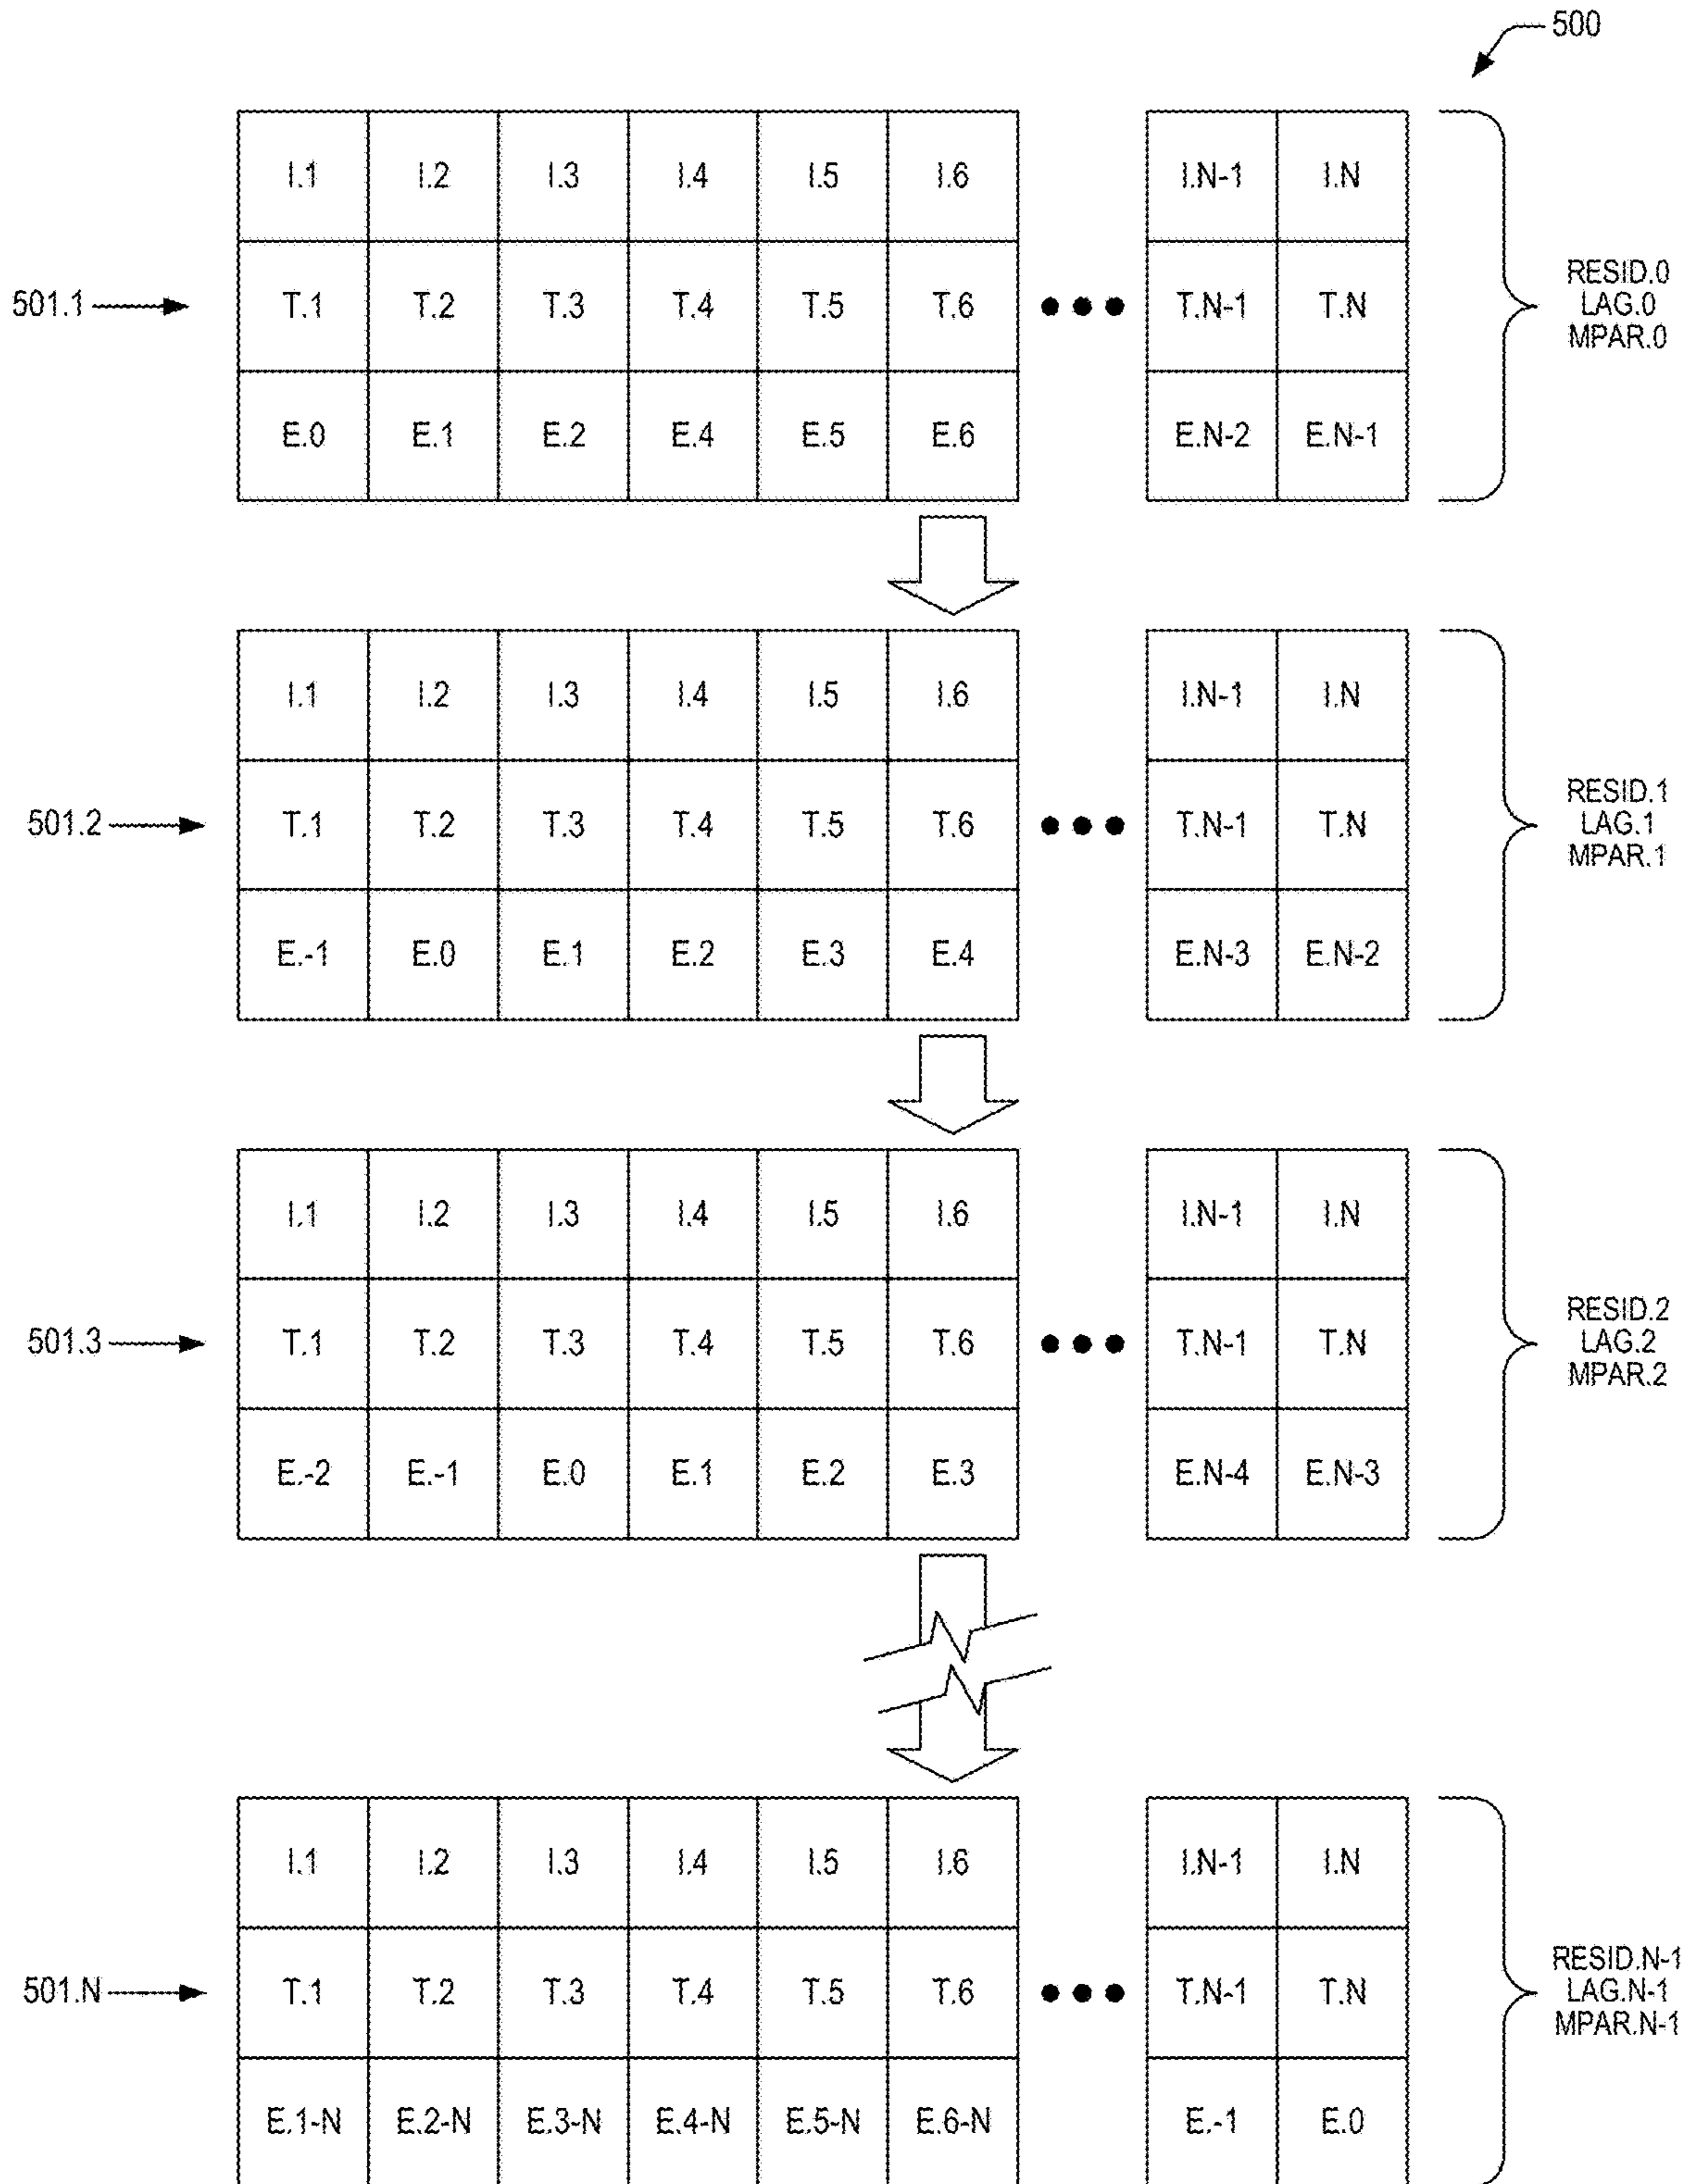 500
I.1 I.2 I.3 I.4 I.5 I.6 I.N-1 I.N
501.1 T.1 T.2 T.3 T.4 T.5 T.6 ••• T.N-1 T.N
E.0 E.1 E.2 E.4 E.5 E.6 E.N-2 E.N-1
RESID.0
LAG.0
MPAR.0
I.1 I.2 I.3 I.4 I.5 I.6 I.N-1 I.N
501.2 T.1 T.2 T.3 T.4 T.5 T.6 ••• T.N-1 T.N
E.-1 E.0 E.1 E.2 E.3 E.4 E.N-3 E.N-2
RESID.1
LAG.1
MPAR.1
I.1 I.2 I.3 I.4 I.5 I.6 I.N-1 I.N
501.3 T.1 T.2 T.3 T.4 T.5 T.6 ••• T.N-1 T.N
E.-2 E.-1 E.0 E.1 E.2 E.3 E.N-4 E.N-3
RESID.2
LAG.2
MPAR.2
I.1 I.2 I.3 I.4 I.5 I.6 I.N-1 I.N
501.N T.1 T.2 T.3 T.4 T.5 T.6 ••• T.N-1 T.N
E.1-N E.2-N E.3-N E.4-N E.5-N E.6-N E.-1 E.0
RESID.N-1
LAG.N-1
MPAR.N-1